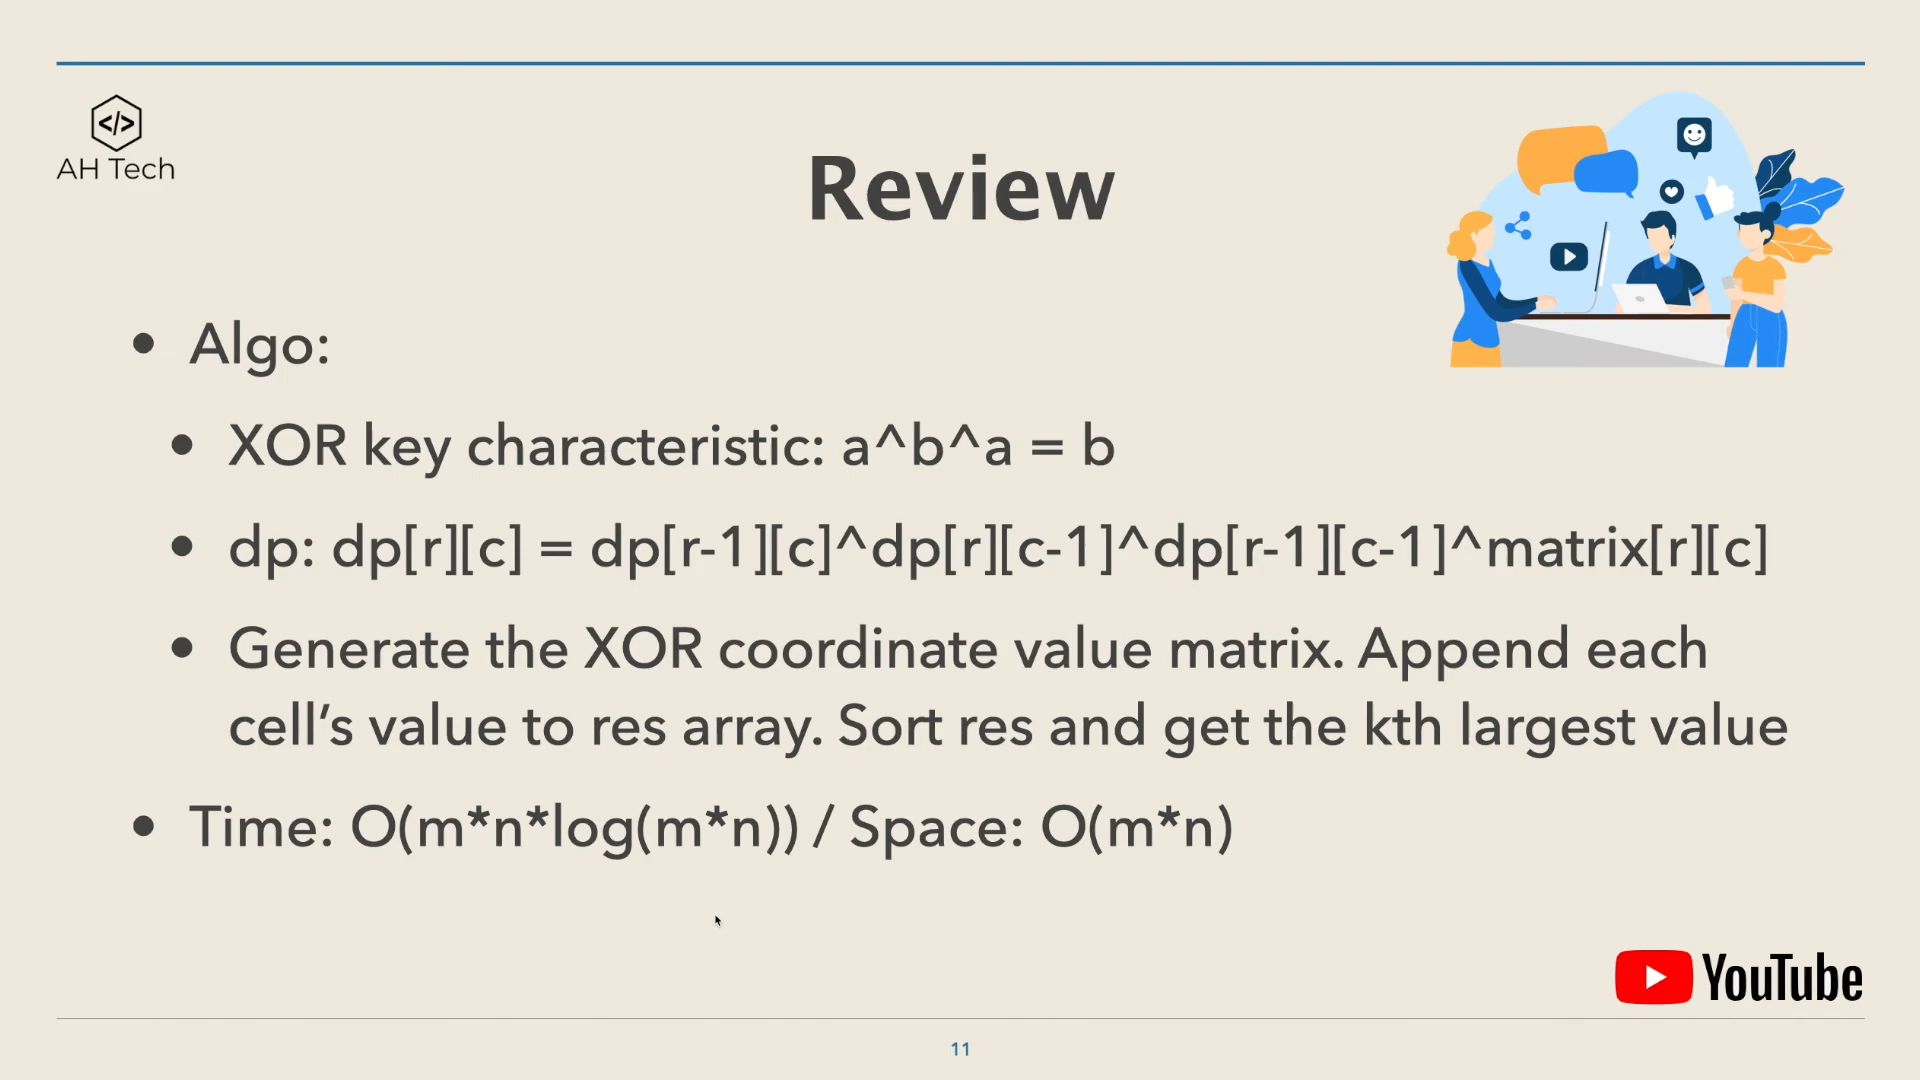 </>
AH Tech
Review
• Algo:
• XOR key characteristic: a^b^a = b
• dp: dp[r][c] = dp[r-1][c]^dp[r][c-1]^dp[r-1][c-1]^matrix[r][c]
• Generate the XOR coordinate value matrix. Append each
cell’s value to res array. Sort res and get the kth largest value
• Time: O(m*n*log(m*n)) / Space: O(m*n)
YouTube
11